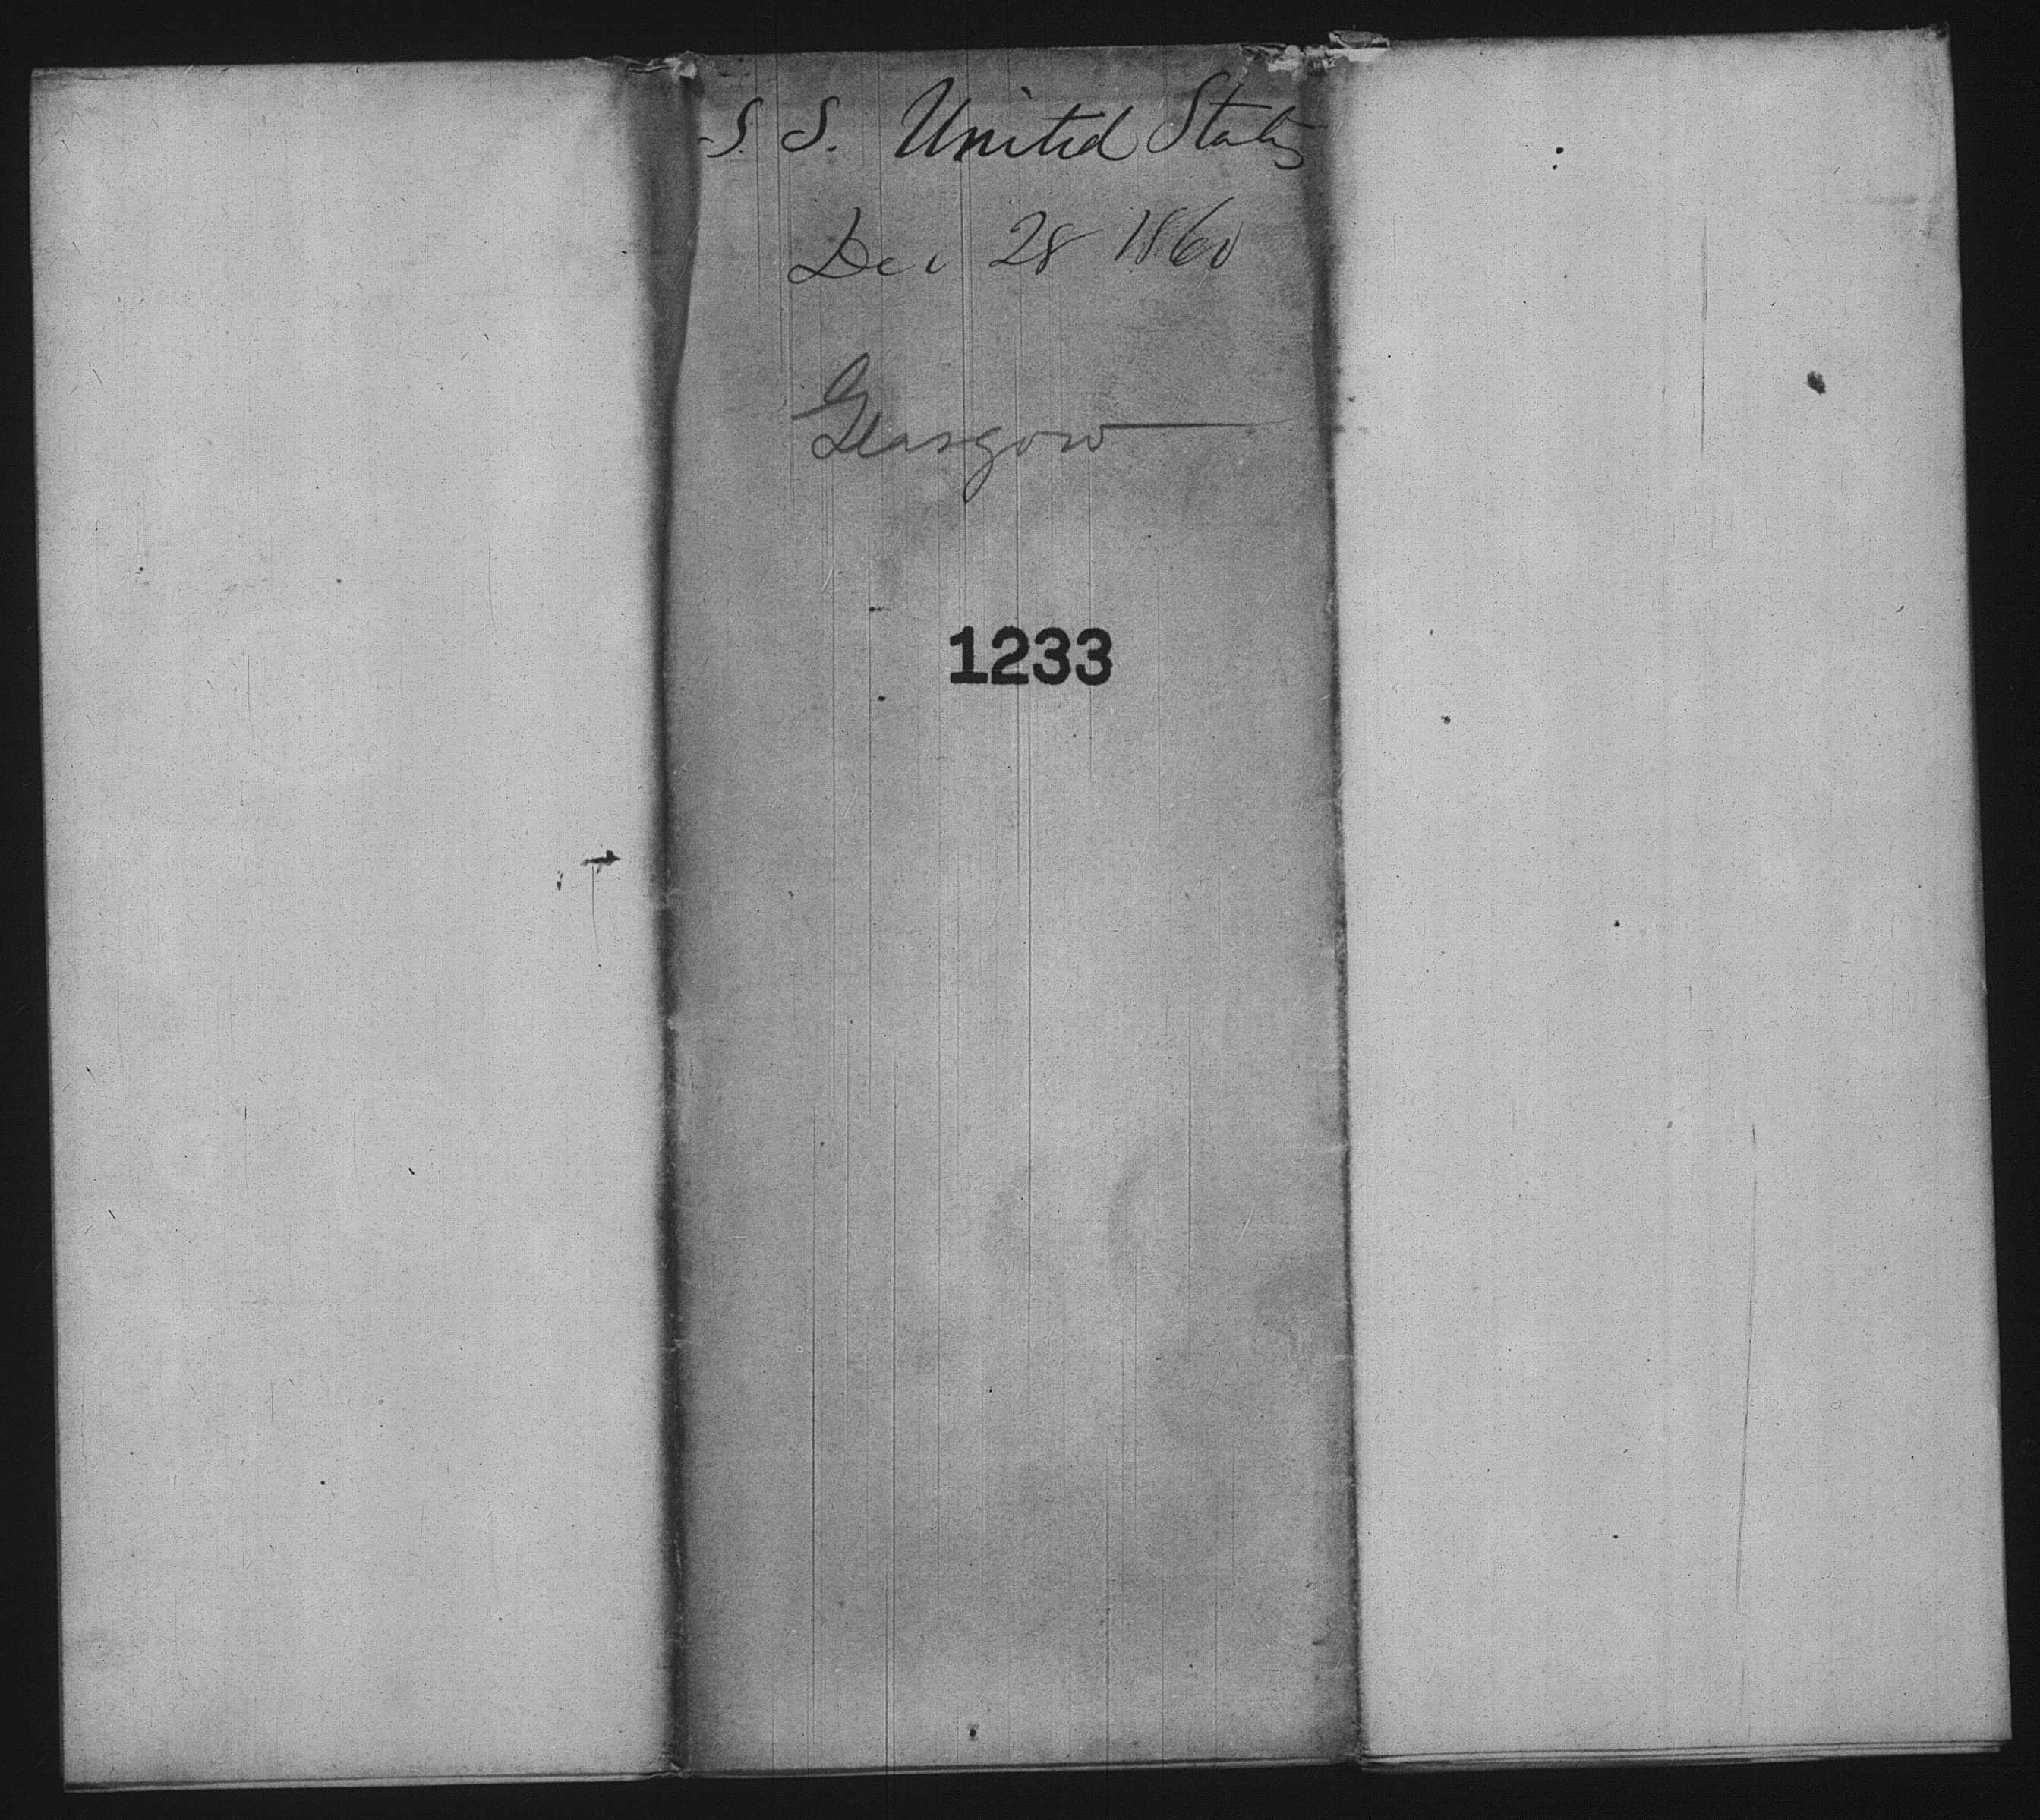 S. S. United States
Dec 28 1860
Glasgow
1233